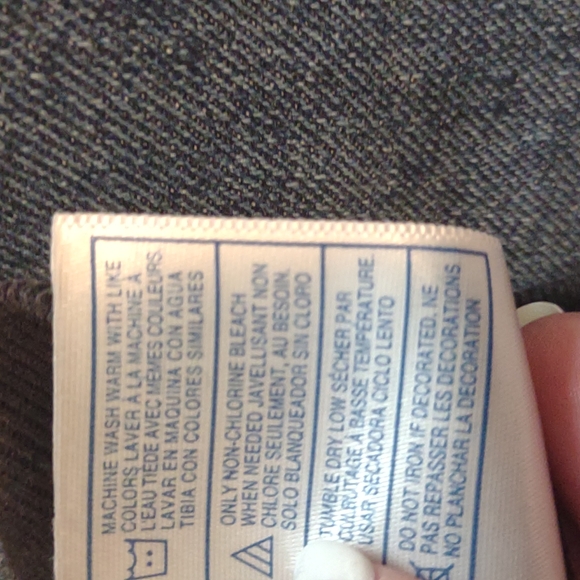 MACHINE WASH WARM WITH LIKE
COLORS LAVER À LA MACHINE À
L'EAU TIÈDE AVEC MÊMES COULEURS.
LAVAR EN MAQUINA CON AGUA
TIBIA CON COLORES SIMILARES
ONLY NON-CHLORINE BLEACH
WHEN NEEDED JAVELLISANT NON
CHLORE SEULEMENT, AU BESOIN.
SOLO BLANQUEADOR SIN CLORO
TUMBLE DRY LOW SÉCHER PAR
CULBUTAGE À BASSE TEMPÉRATURE.
USAR SECADORA CICLO LENTO
DO NOT IRON IF DECORATED. NE
PAS REPASSER LES DECORATIONS
NO PLANCHAR LA DECORATION